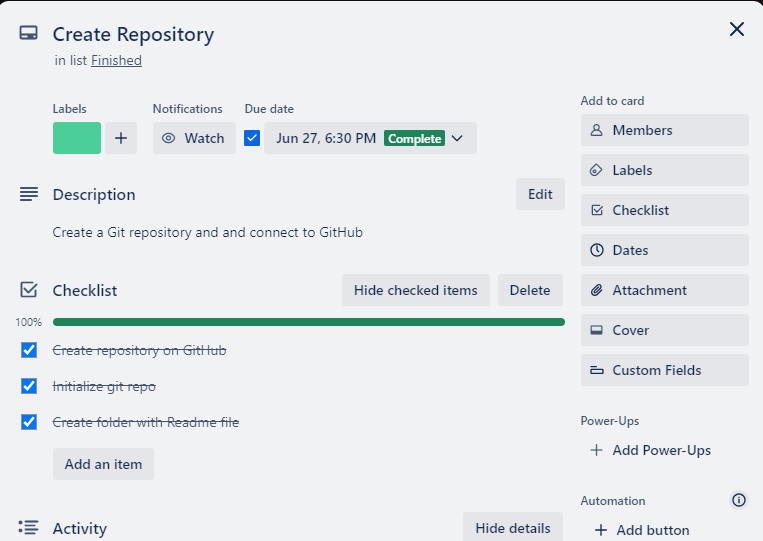 Create Repository
in list Finished
Labels
Notifications
Due date
Watch
Jun 27, 6:30 PM Complete
Description
Edit
Create a Git repository and and connect to GitHub
Checklist
Hide checked items
Delete
100%
Create repository on GitHub
Initialize git repo
Create folder with Readme file
Add an item
Activity
Hide details
Add to card
Members
Labels
Checklist
Dates
Attachment
Cover
Custom Fields
Power-Ups
+ Add Power-Ups
Automation
+ Add button